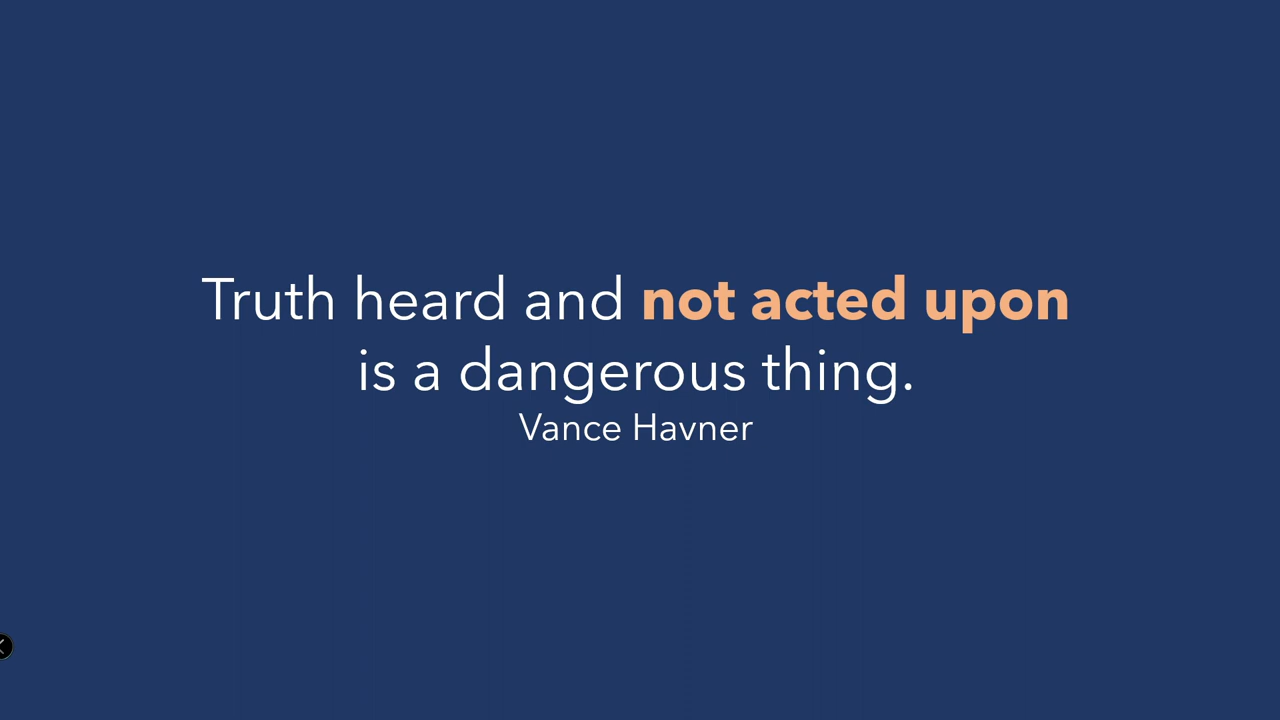 Truth heard and not acted upon
is a dangerous thing.
Vance Havner